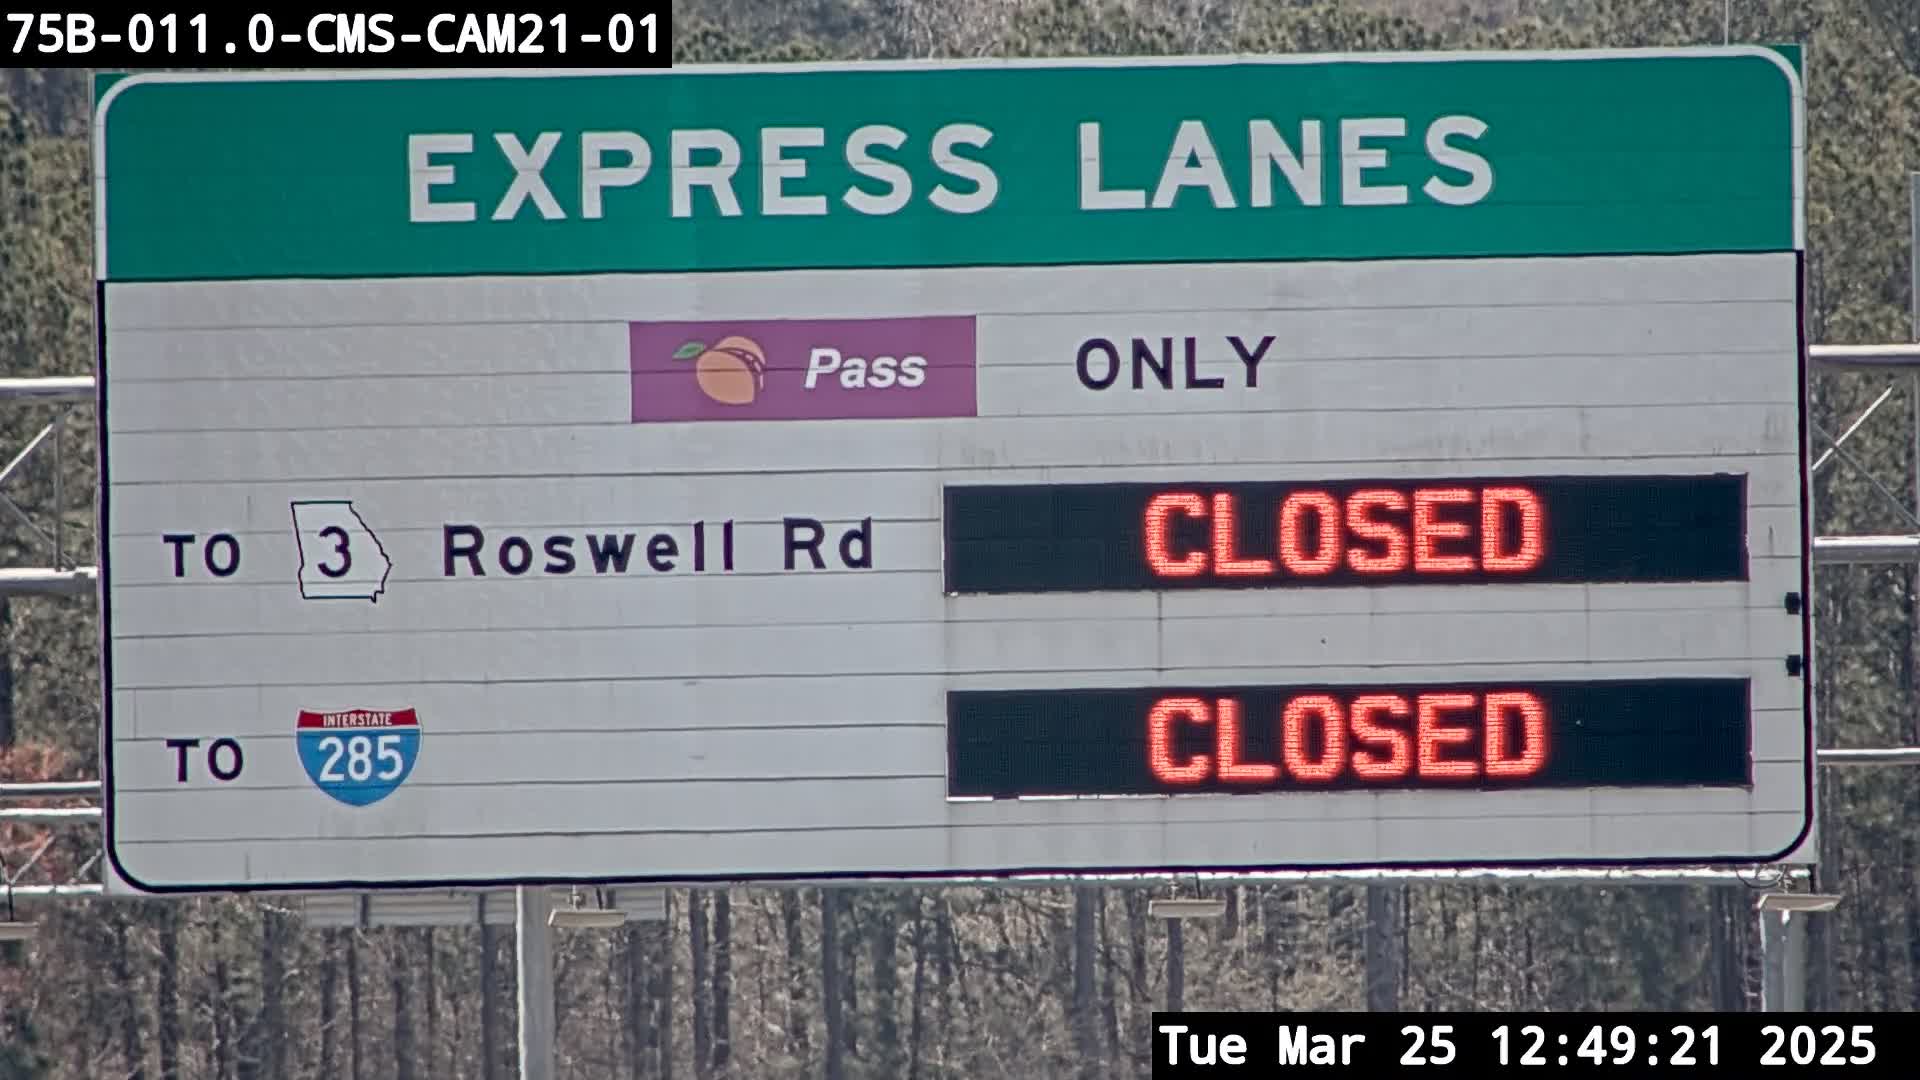 75B-011.0-CMS-CAM21-01
EXPRESS LANES
Pass ONLY
TO 3 Roswell Rd CLOSED
TO INTERSTATE 285 CLOSED
Tue Mar 25 12:49:21 2025